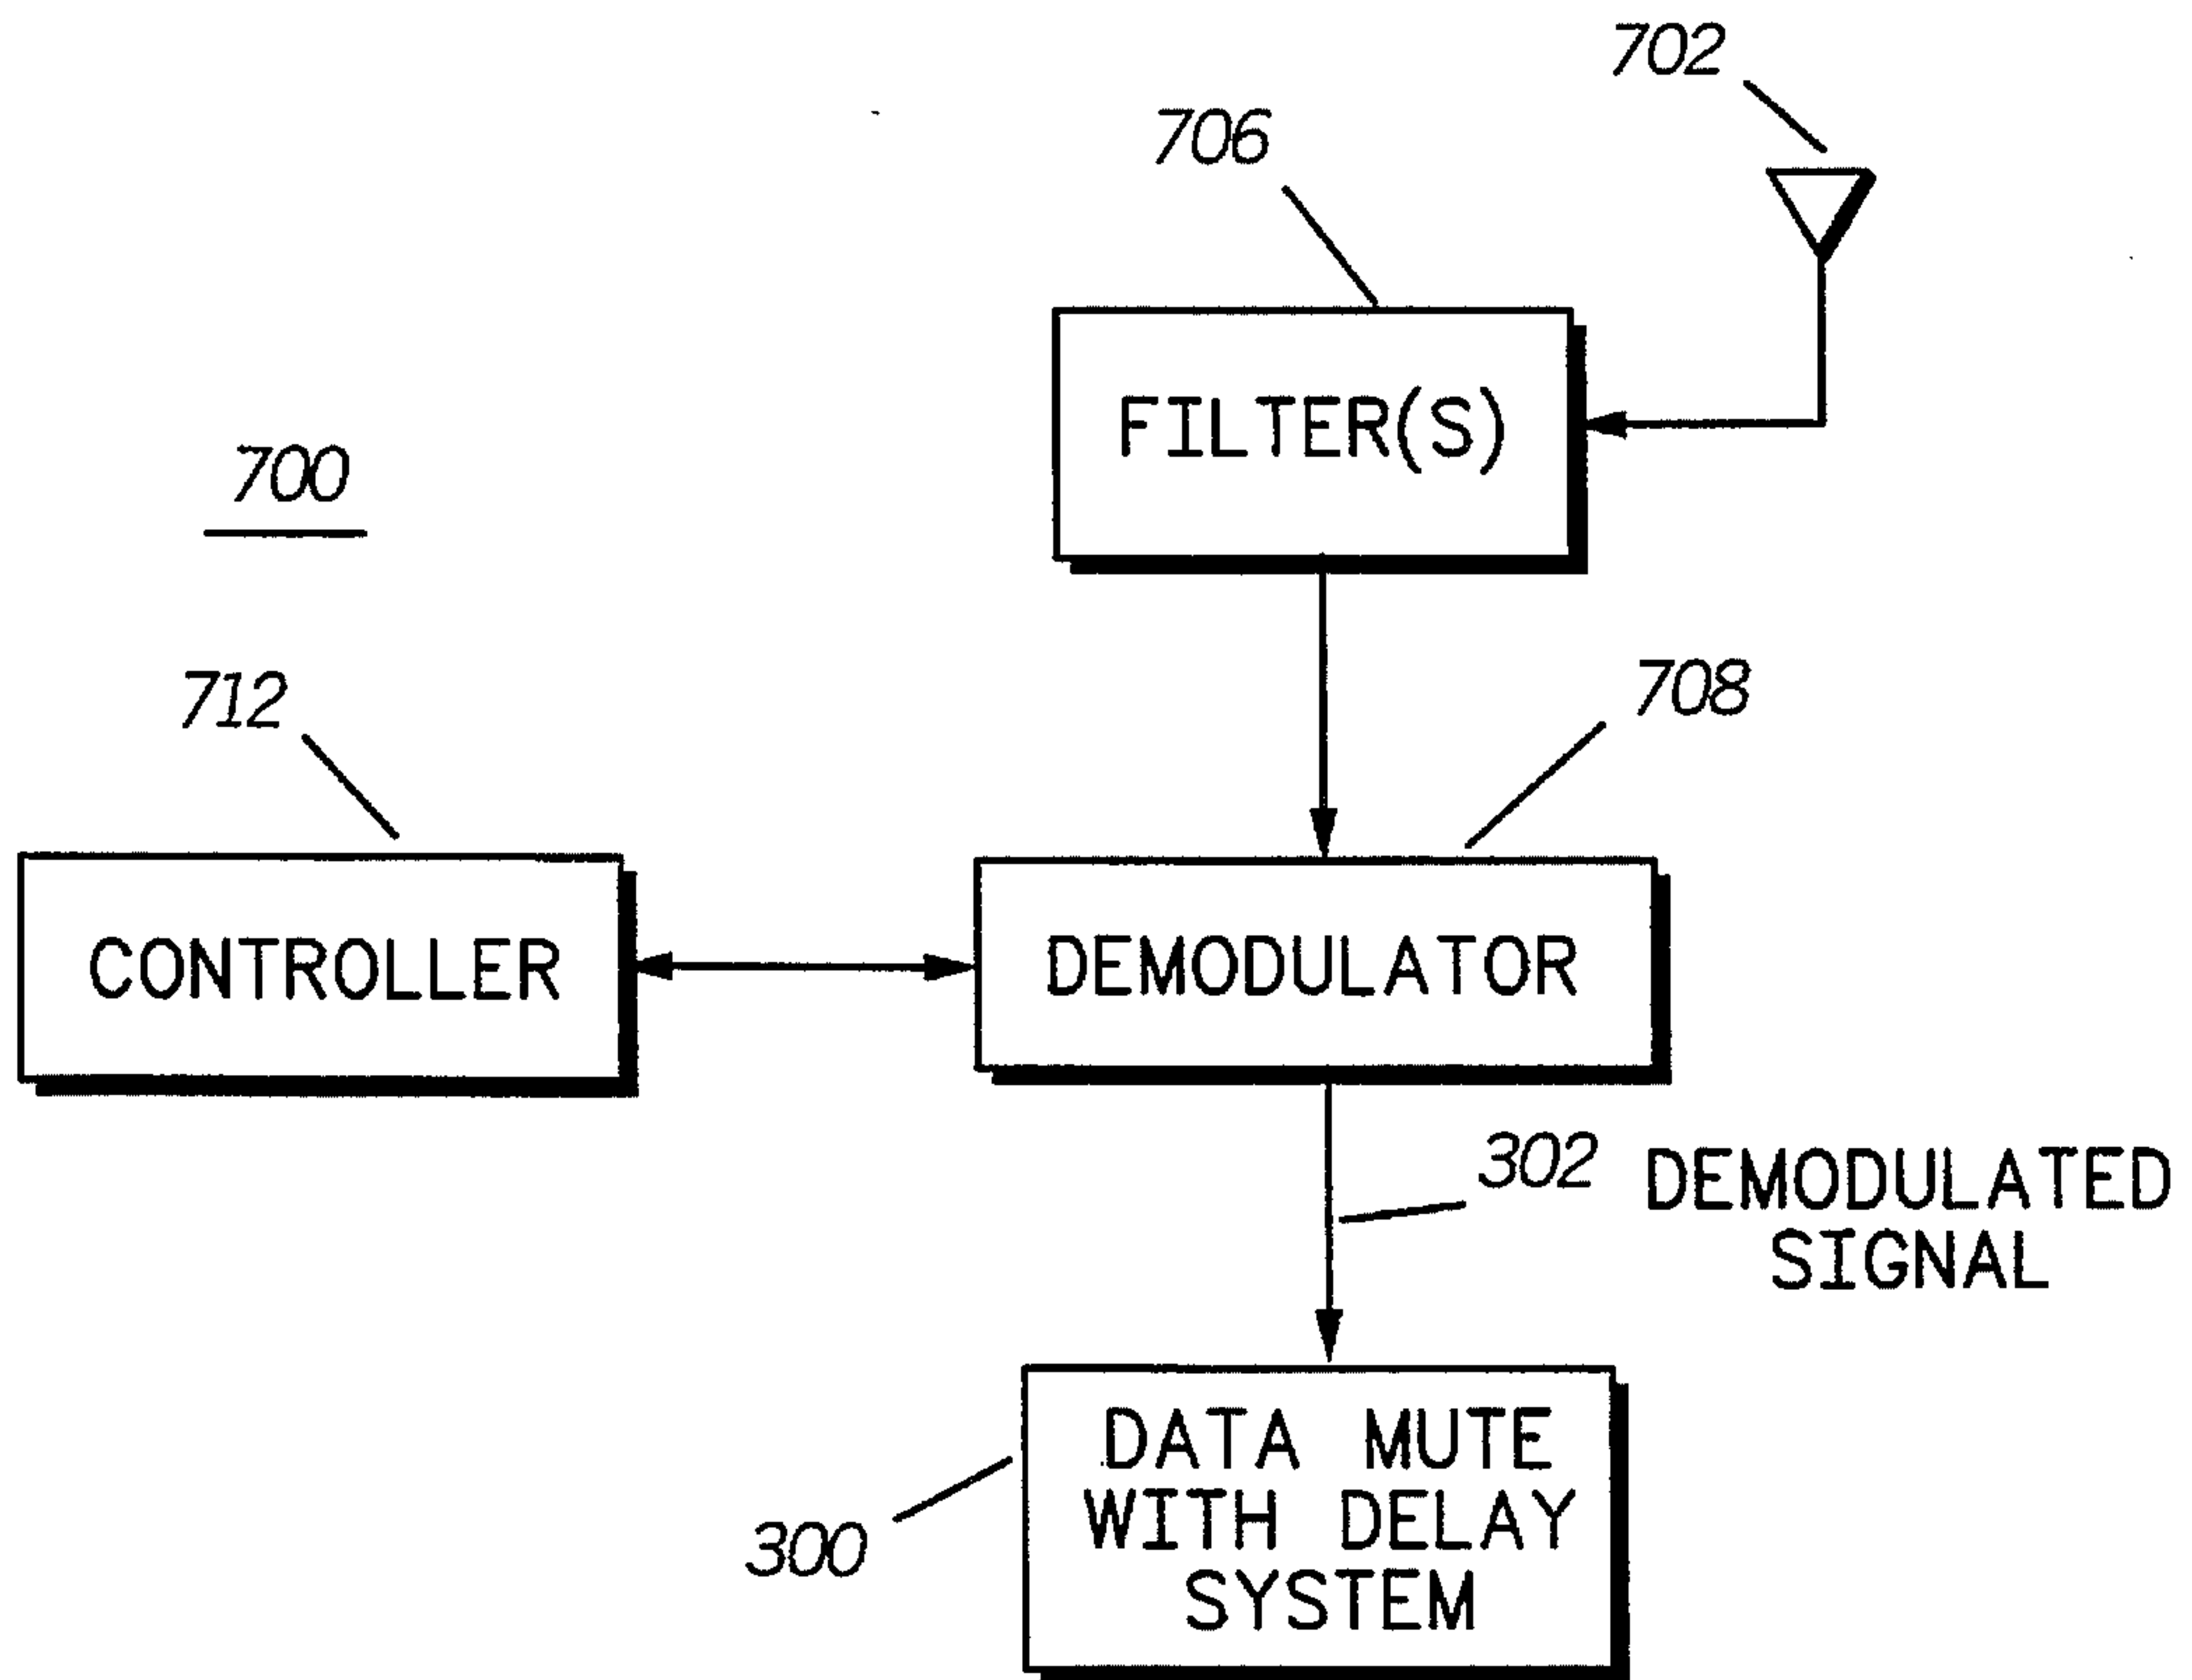 702
706
FILTER(S)
700
712
708
CONTROLLER
DEMODULATOR
302
DEMODULATED
SIGNAL
DATA MUTE
WITH DELAY
SYSTEM
300